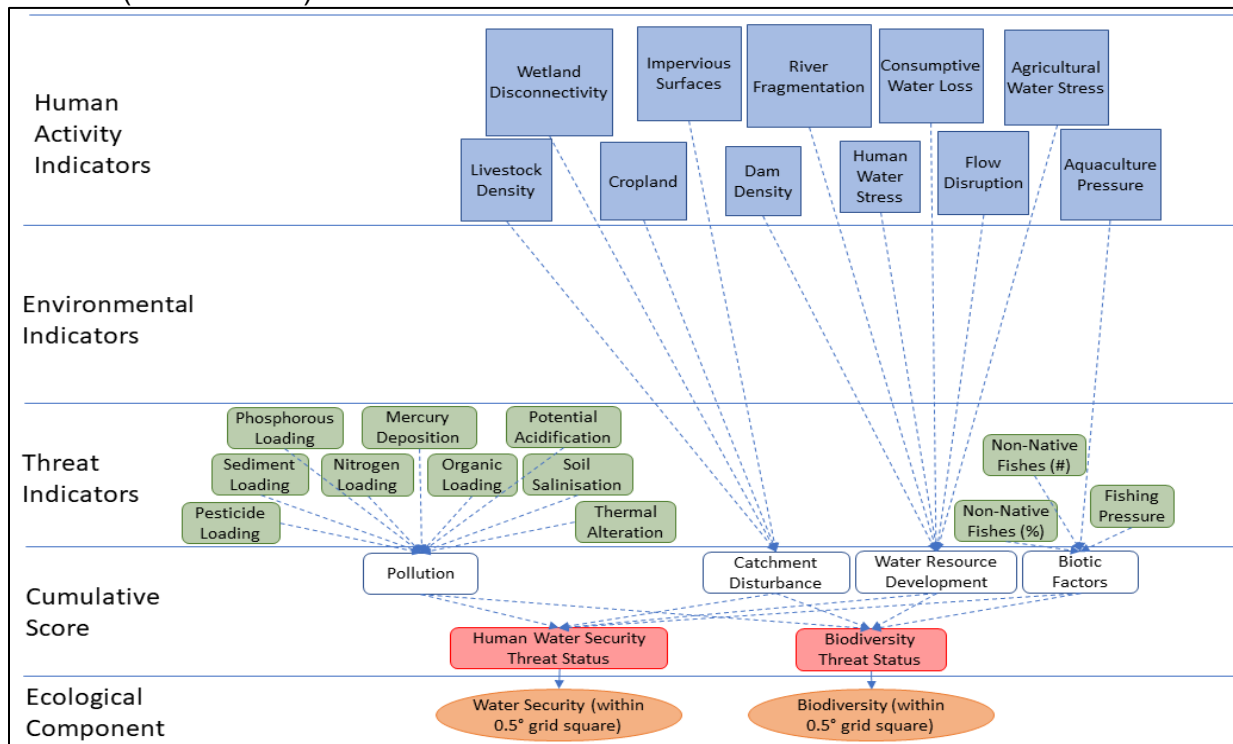 Human
Activity
Indicators
Wetland
Disconnectivity
Impervious
Surfaces
River
Fragmentation
Consumptive
Water Loss
Agricultural
Water Stress
Livestock
Density
Cropland
Dam
Density
Human
Water
Stress
Flow
Disruption
Aquaculture
Pressure
Environmental
Indicators
Threat
Indicators
Phosphorous
Loading
Mercury
Deposition
Potential
Acidification
Sediment
Loading
Nitrogen
Loading
Organic
Loading
Soil
Salinisation
Pesticide
Loading
Thermal
Alteration
Non-Native
Fishes (#)
Non-Native
Fishes (%)
Fishing
Pressure
Cumulative
Score
Pollution
Catchment
Disturbance
Water Resource
Development
Biotic
Factors
Human Water Security
Threat Status
Biodiversity
Threat Status
Ecological
Component
Water Security (within
0.5° grid square)
Biodiversity (within
0.5° grid square)